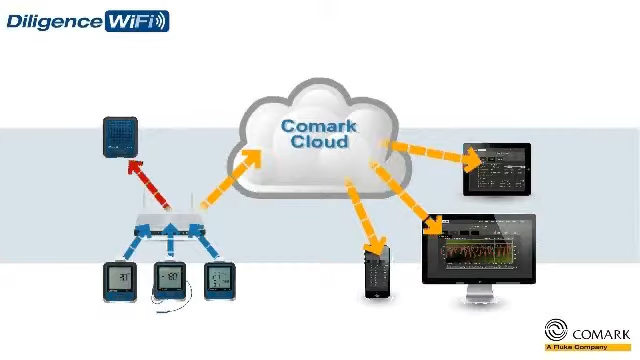 Diligence WiFi
Comark
Cloud
COMARK
A Fluke Company